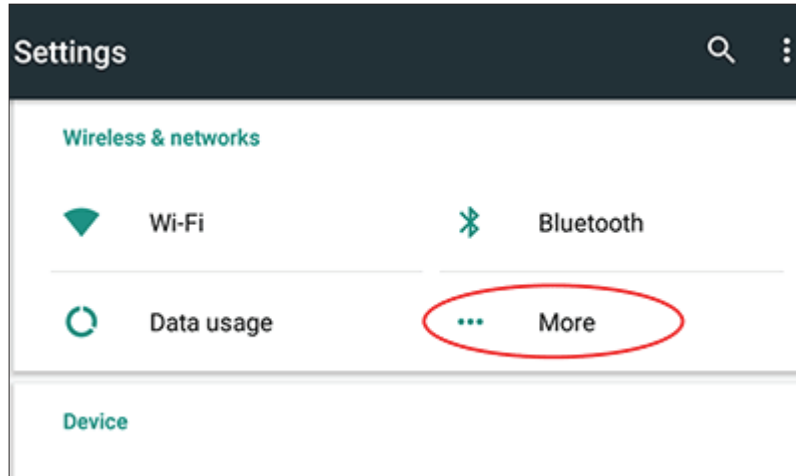 Settings
Wireless & networks
Wi-Fi
Bluetooth
Data usage
More
Device